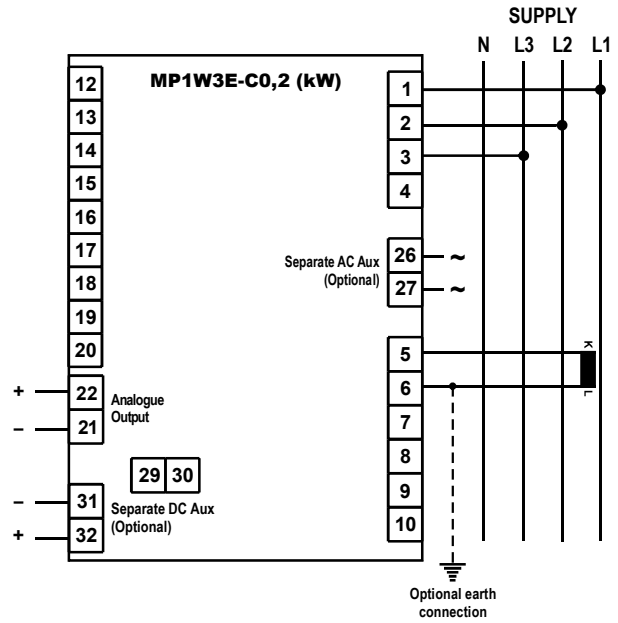 SUPPLY
N L3 L2 L1
MP1W3E-C0,2 (kW)
12
13
14
15
16
17
18
19
20
1
2
3
4
Separate AC Aux
(Optional)
26 ~
27 ~
5
6
7
8
9
10
K
L
+ 22
– 21
Analogue
Output
29 30
– 31
+ 32
Separate DC Aux
(Optional)
Optional earth
connection